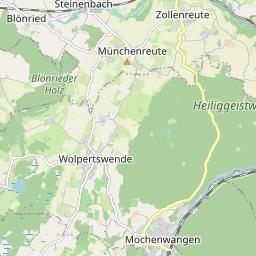 Steinenbach
Zollenreute
Blönried
Münchenreute
Blönrieder
Holz
Heiliggeistw
Wolpertswende
Mochenwangen